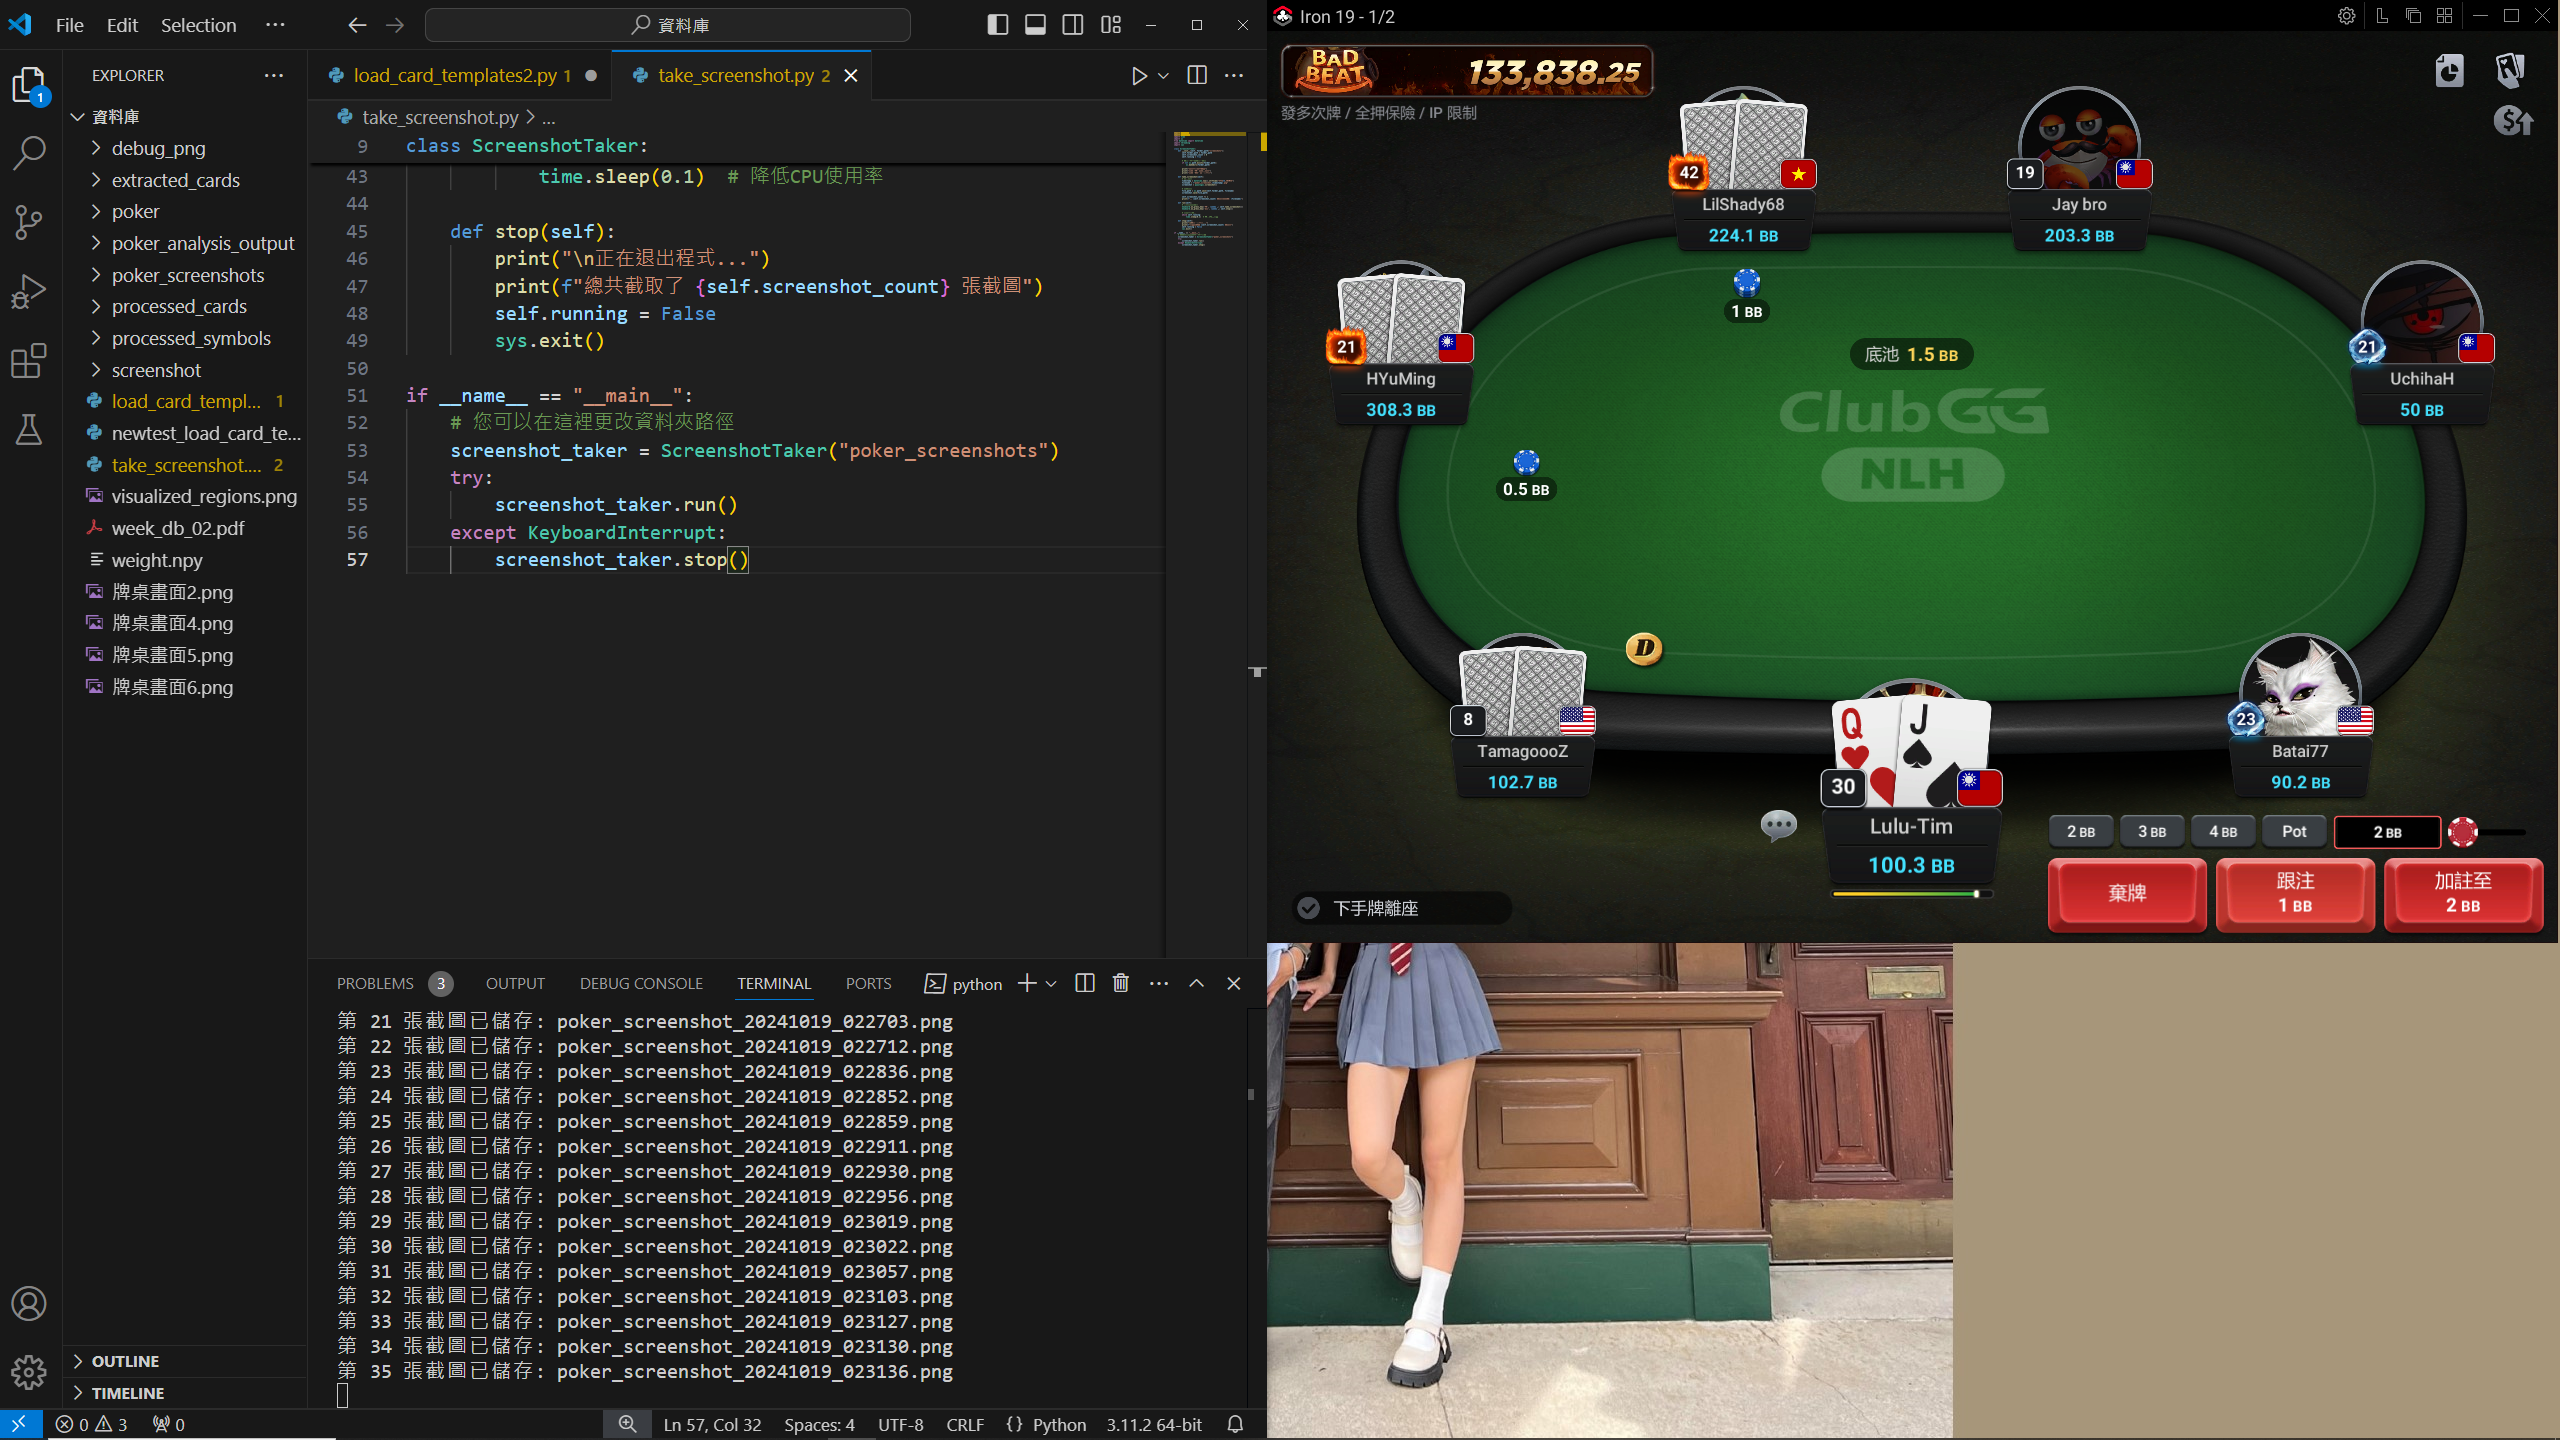 File Edit Selection ...
資料庫
EXPLORER
資料庫
debug_png
extracted_cards
poker
poker_analysis_output
poker_screenshots
processed_cards
processed_symbols
screenshot
load_card_templ... 1
newtest_load_card_te...
take_screenshot.... 2
visualized_regions.png
week_db_02.pdf
weight.npy
牌桌畫面2.png
牌桌畫面4.png
牌桌畫面5.png
牌桌畫面6.png
OUTLINE
TIMELINE
1
load_card_templates2.py 1
take_screenshot.py 2
take_screenshot.py > ...
9 class ScreenshotTaker:
43 time.sleep(0.1) # 降低CPU使用率
44
45 def stop(self):
46 print("\n正在退出程式...")
47 print(f"總共截取了 {self.screenshot_count} 張截圖")
48 self.running = False
49 sys.exit()
50
51 if __name__ == "__main__":
52 # 您可以在這裡更改資料夾路徑
53 screenshot_taker = ScreenshotTaker("poker_screenshots")
54 try:
55 screenshot_taker.run()
56 except KeyboardInterrupt:
57 screenshot_taker.stop()
PROBLEMS 3 OUTPUT DEBUG CONSOLE TERMINAL PORTS python
第 21 張截圖已儲存: poker_screenshot_20241019_022703.png
第 22 張截圖已儲存: poker_screenshot_20241019_022712.png
第 23 張截圖已儲存: poker_screenshot_20241019_022836.png
第 24 張截圖已儲存: poker_screenshot_20241019_022852.png
第 25 張截圖已儲存: poker_screenshot_20241019_022859.png
第 26 張截圖已儲存: poker_screenshot_20241019_022911.png
第 27 張截圖已儲存: poker_screenshot_20241019_022930.png
第 28 張截圖已儲存: poker_screenshot_20241019_022956.png
第 29 張截圖已儲存: poker_screenshot_20241019_023019.png
第 30 張截圖已儲存: poker_screenshot_20241019_023022.png
第 31 張截圖已儲存: poker_screenshot_20241019_023057.png
第 32 張截圖已儲存: poker_screenshot_20241019_023103.png
第 33 張截圖已儲存: poker_screenshot_20241019_023127.png
第 34 張截圖已儲存: poker_screenshot_20241019_023130.png
第 35 張截圖已儲存: poker_screenshot_20241019_023136.png
0 3 0
Ln 57, Col 32 Spaces: 4 UTF-8 CRLF {} Python 3.11.2 64-bit
Iron 19 - 1/2
BAD BEAT 133,838.25
發多次牌 / 全押保險 / IP 限制
42
LilShady68
224.1 BB
19
Jay bro
203.3 BB
21
HYuMing
308.3 BB
21
UchihaH
50 BB
1 BB
底池 1.5 BB
ClubGG
NLH
0.5 BB
D
8
TamagoooZ
102.7 BB
Q J
30
Lulu-Tim
100.3 BB
23
Batai77
90.2 BB
2 BB 3 BB 4 BB Pot 2 BB
棄牌
跟注
1 BB
加註至
2 BB
下手牌離座